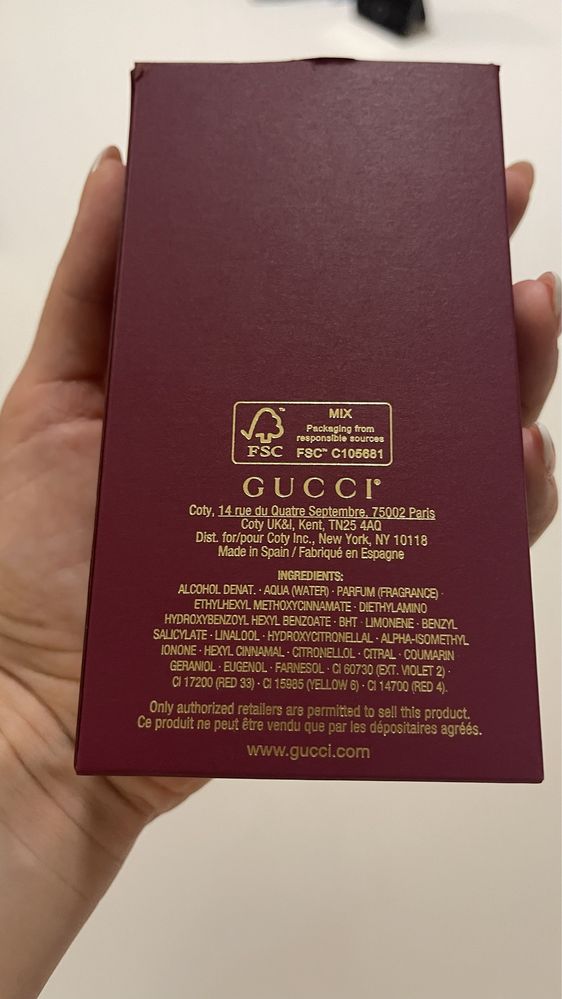 MIX
Packaging from
responsible sources
FSC™ C105681
FSC
GUCCI®
Coty, 14 rue du Quatre Septembre, 75002 Paris
Coty UK&I, Kent, TN25 4AQ
Dist. for/pour Coty Inc., New York, NY 10118
Made in Spain / Fabriqué en Espagne
INGREDIENTS:
ALCOHOL DENAT. · AQUA (WATER) · PARFUM (FRAGRANCE) ·
ETHYLHEXYL METHOXYCINNAMATE · DIETHYLAMINO
HYDROXYBENZOYL HEXYL BENZOATE · BHT · LIMONENE · BENZYL
SALICYLATE · LINALOOL · HYDROXYCITRONELLAL · ALPHA-ISOMETHYL
IONONE · HEXYL CINNAMAL · CITRONELLOL · CITRAL · COUMARIN ·
GERANIOL · EUGENOL · FARNESOL · CI 60730 (EXT. VIOLET 2) ·
CI 17200 (RED 33) · CI 15985 (YELLOW 6) · CI 14700 (RED 4).
Only authorized retailers are permitted to sell this product.
Ce produit ne peut être vendu que par les dépositaires agréés.
www.gucci.com